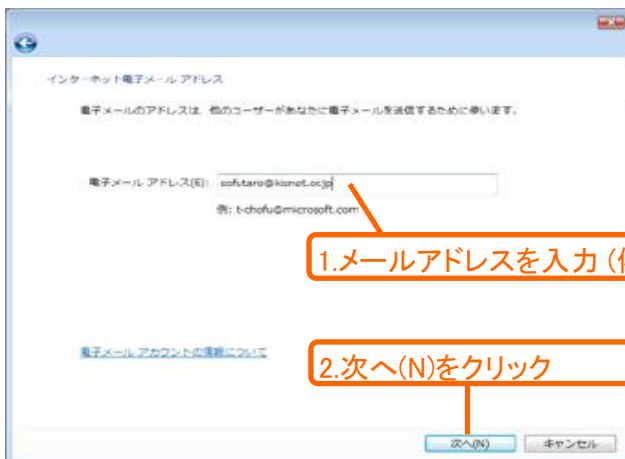 インターネット電子メール アドレス
電子メールのアドレスは、他のユーザーがあなたに電子メールを送信するために使います。
電子メール アドレス(E): sofutaro@kisnet.or.jp
例: t-chofu@microsoft.com
1.メールアドレスを入力 (
電子メール アカウントの情報について
2.次へ(N)をクリック
次へ(N) キャンセル